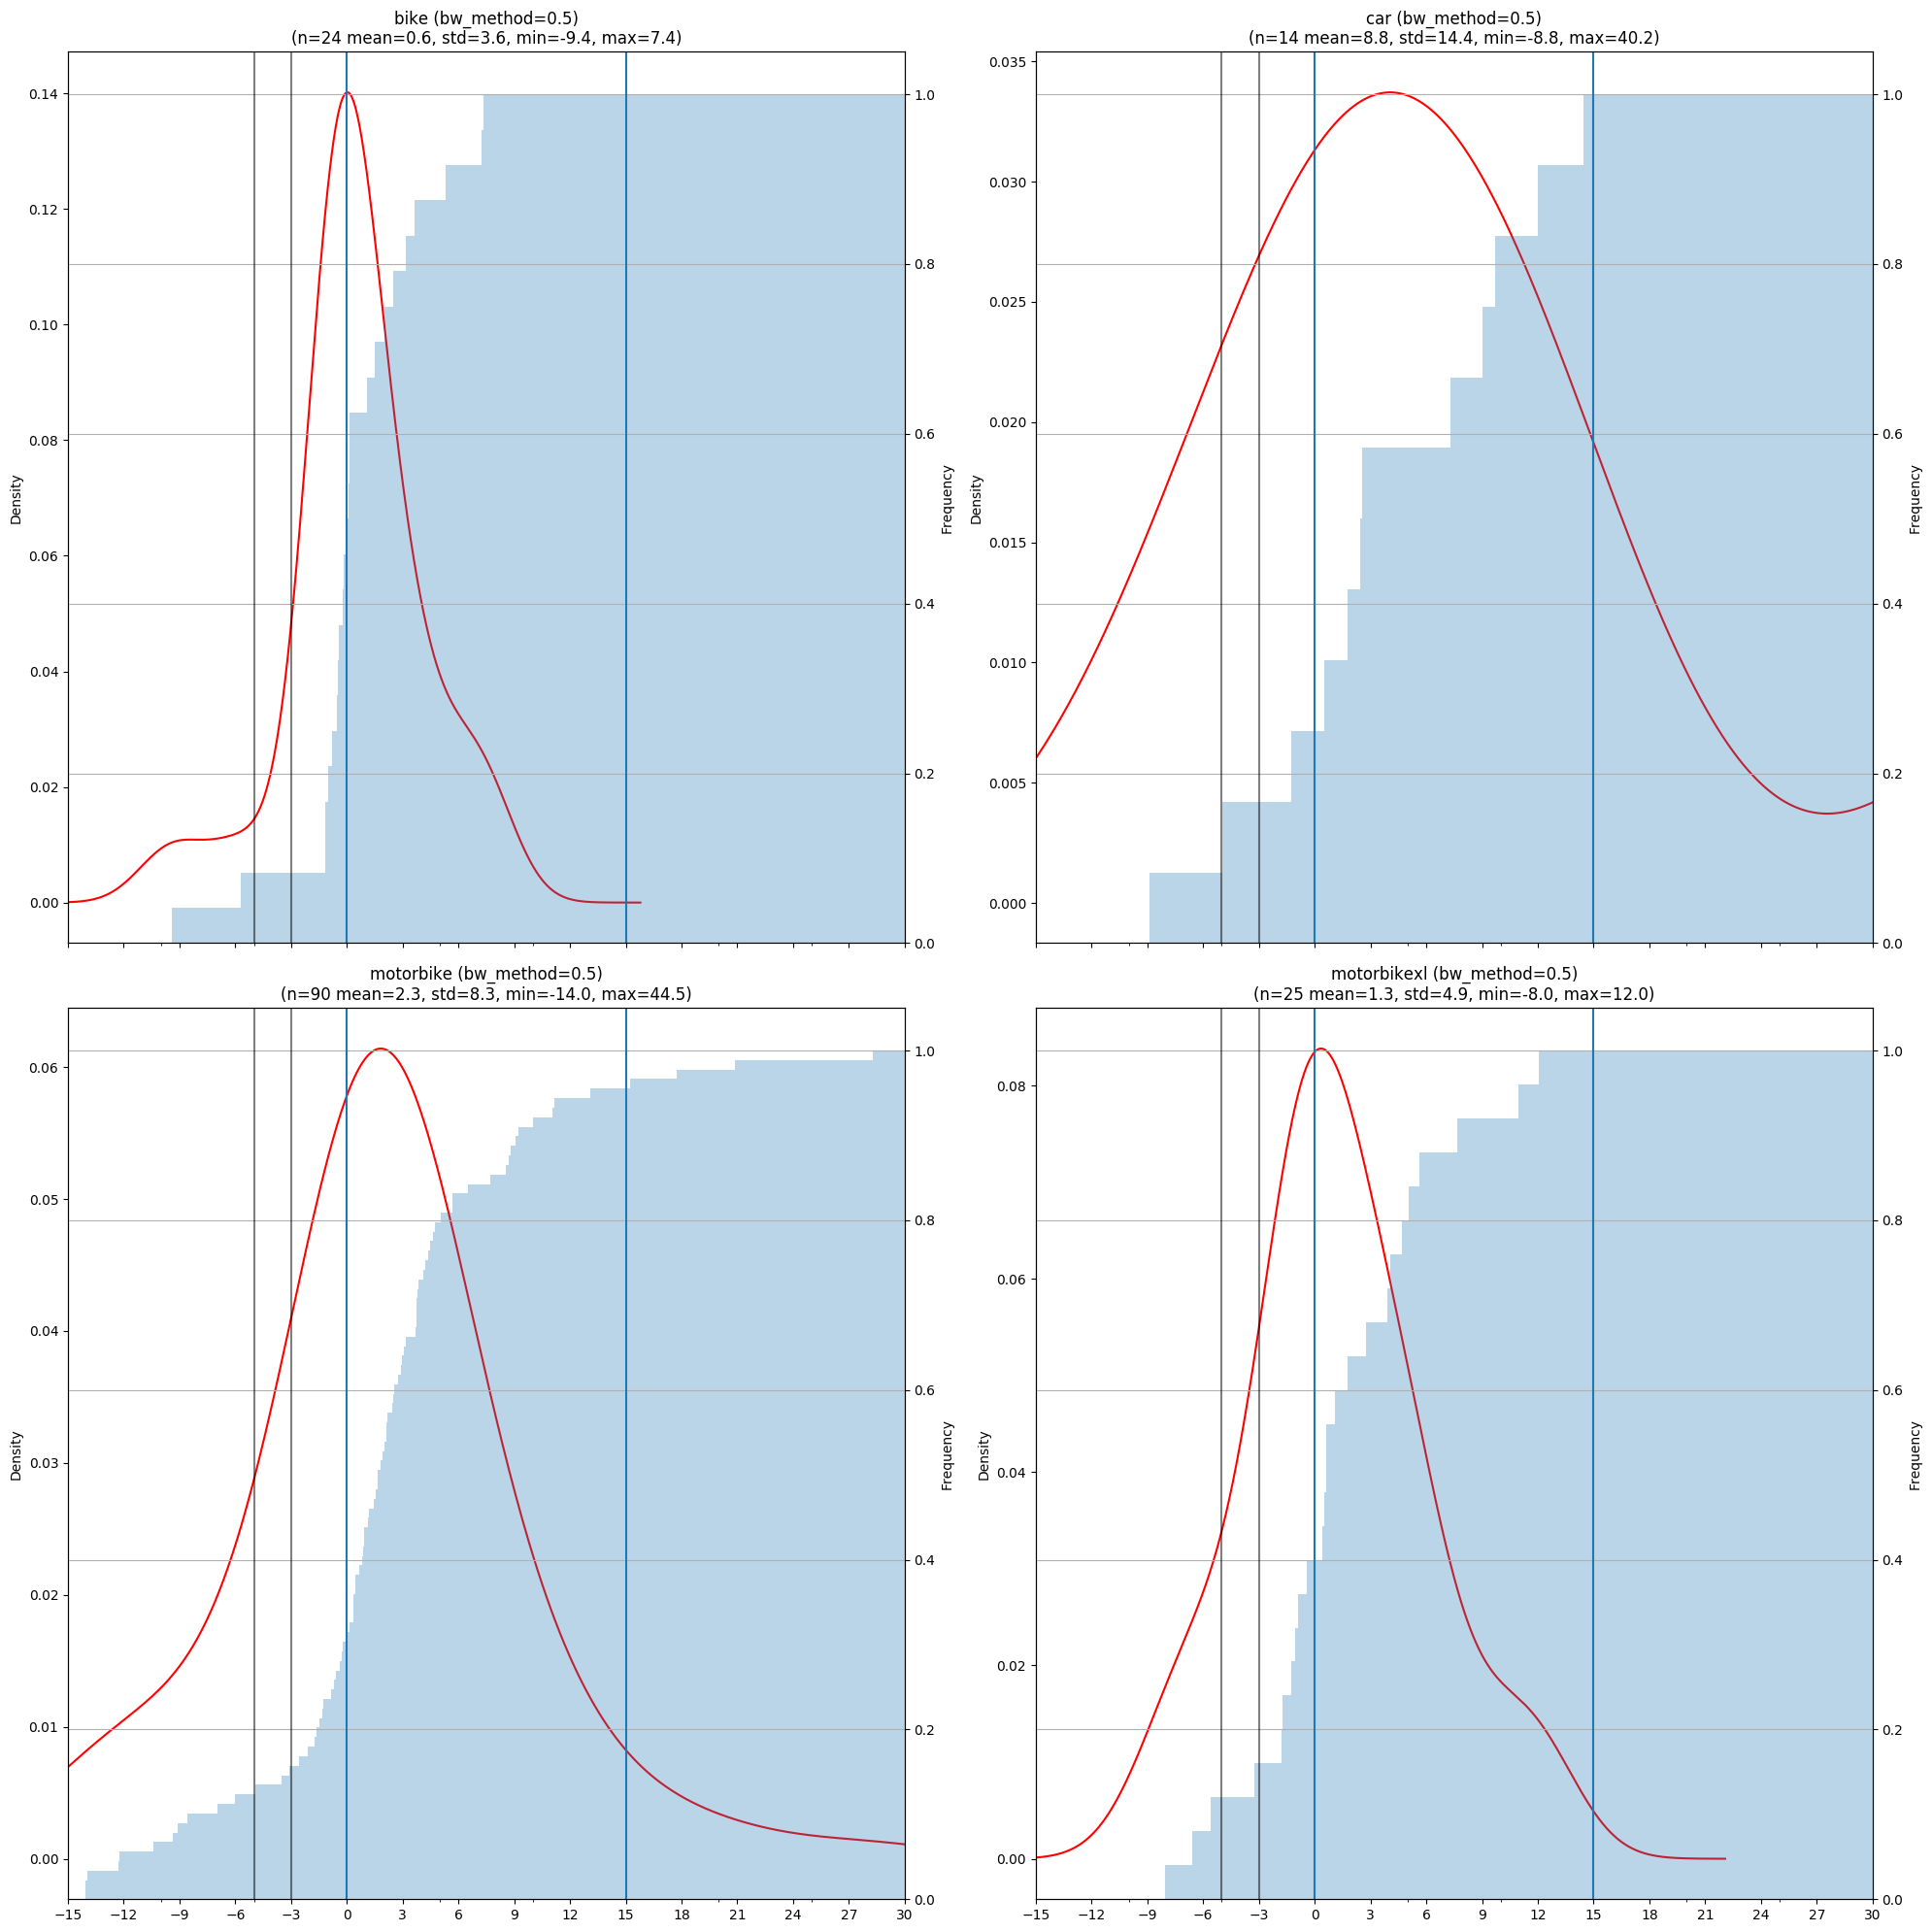 bike (bw_method=0.5)
(n=24 mean=0.6, std=3.6, min=-9.4, max=7.4)
0.14
0.12
0.10
0.08
0.06
0.04
0.02
0.00
Density
1.0
0.8
0.6
0.4
0.2
0.0
Frequency
car (bw_method=0.5)
(n=14 mean=8.8, std=14.4, min=-8.8, max=40.2)
0.035
0.030
0.025
0.020
0.015
0.010
0.005
0.000
Density
1.0
0.8
0.6
0.4
0.2
0.0
Frequency
motorbike (bw_method=0.5)
(n=90 mean=2.3, std=8.3, min=-14.0, max=44.5)
0.06
0.05
0.04
0.03
0.02
0.01
0.00
Density
1.0
0.8
0.6
0.4
0.2
0.0
Frequency
−15 −12 −9 −6 −3 0 3 6 9 12 15 18 21 24 27 30
motorbikexl (bw_method=0.5)
(n=25 mean=1.3, std=4.9, min=-8.0, max=12.0)
0.08
0.06
0.04
0.02
0.00
Density
1.0
0.8
0.6
0.4
0.2
0.0
Frequency
−15 −12 −9 −6 −3 0 3 6 9 12 15 18 21 24 27 30